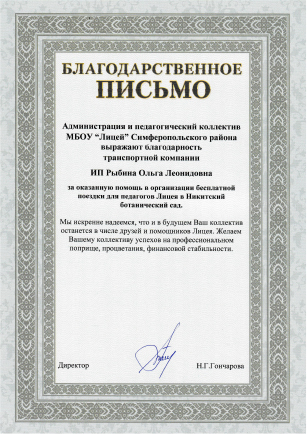 БЛАГОДАРСТВЕННОЕ
ПИСЬМО
Администрация и педагогический коллектив
МБОУ "Лицей" Симферопольского района
выражают благодарность
транспортной компании
ИП Рыбина Ольга Леонидовна
за оказанную помощь в организации бесплатной
поездки для педагогов Лицея в Никитский
ботанический сад.
Мы искренне надеемся, что и в будущем Ваш коллектив
останется в числе друзей и помощников Лицея. Желаем
Вашему коллективу успехов на профессиональном
поприще, процветания, финансовой стабильности.
Директор Н.Г.Гончарова